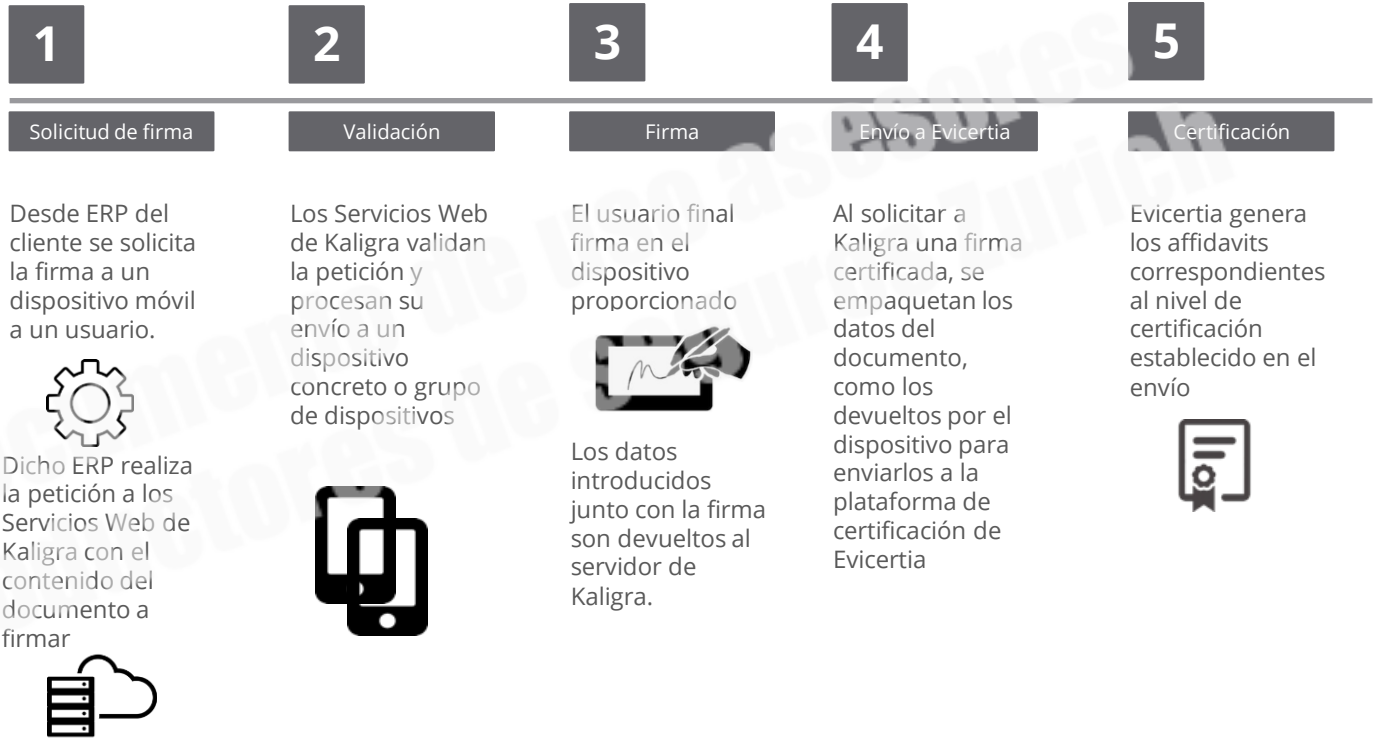 1
Solicitud de firma
Desde ERP del
cliente se solicita
la firma a un
dispositivo móvil
a un usuario.
Dicho ERP realiza
la petición a los
Servicios Web de
Kaligra con el
contenido del
documento a
firmar
2
Validación
Los Servicios Web
de Kaligra validan
la petición y
procesan su
envío a un
dispositivo
concreto o grupo
de dispositivos
3
Firma
El usuario final
firma en el
dispositivo
proporcionado
Los datos
introducidos
junto con la firma
son devueltos al
servidor de
Kaligra.
4
Envío a Evicertia
Al solicitar a
Kaligra una firma
certificada, se
empaquetan los
datos del
documento,
como los
devueltos por el
dispositivo para
enviarlos a la
plataforma de
certificación de
Evicertia
5
Certificación
Evicertia genera
los affidavits
correspondientes
al nivel de
certificación
establecido en el
envío
de uso asesores
de seguros Zurich